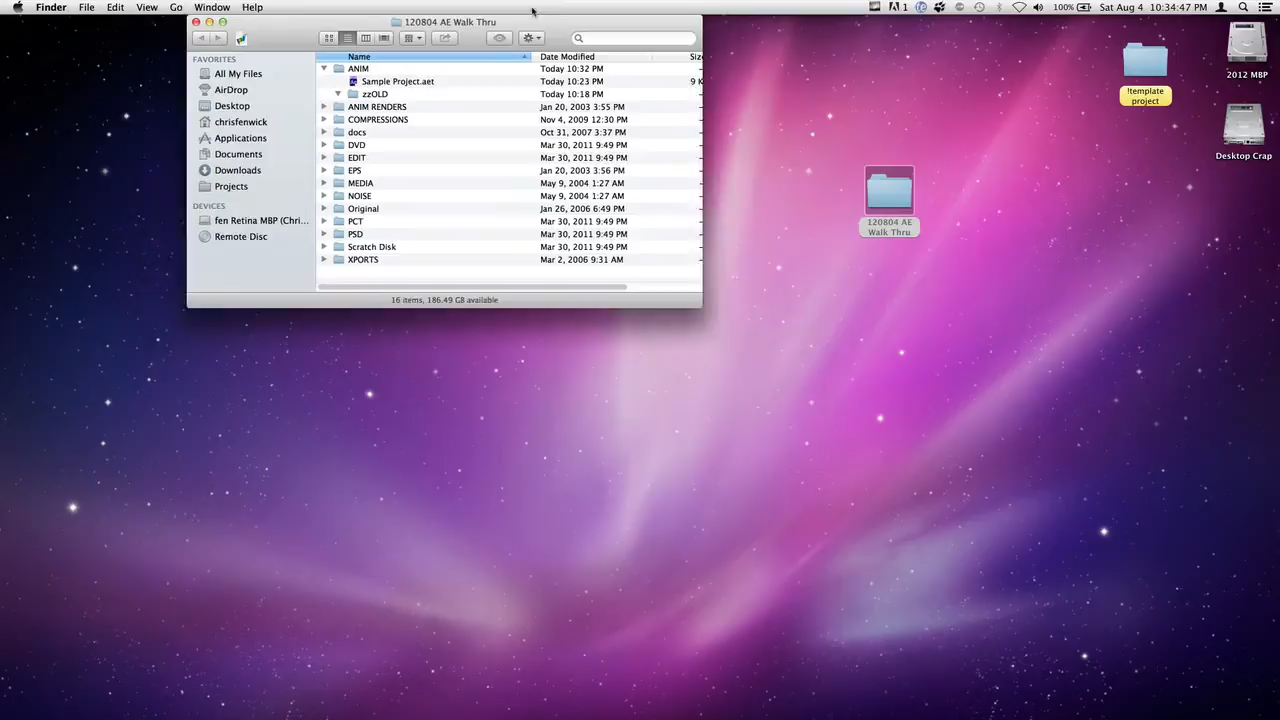 Finder File Edit View Go Window Help
1 100% Sat Aug 4 10:34:47 PM
120804 AE Walk Thru
FAVORITES
All My Files
AirDrop
Desktop
chrisfenwick
Applications
Documents
Downloads
Projects
DEVICES
fen Retina MBP (Chri...
Remote Disc
Name Date Modified Siz
ANIM Today 10:32 PM
Sample Project.aet Today 10:23 PM 9 K
zzOLD Today 10:18 PM
ANIM RENDERS Jan 20, 2003 3:55 PM
COMPRESSIONS Nov 4, 2009 12:30 PM
docs Oct 31, 2007 3:37 PM
DVD Mar 30, 2011 9:49 PM
EDIT Mar 30, 2011 9:49 PM
EPS Jan 20, 2003 3:56 PM
MEDIA May 9, 2004 1:27 AM
NOISE May 9, 2004 1:27 AM
Original Jan 26, 2006 6:49 PM
PCT Mar 30, 2011 9:49 PM
PSD Mar 30, 2011 9:49 PM
Scratch Disk Mar 30, 2011 9:49 PM
XPORTS Mar 2, 2006 9:31 AM
16 items, 186.49 GB available
120804 AE
Walk Thru
!template
project
2012 MBP
Desktop Crap